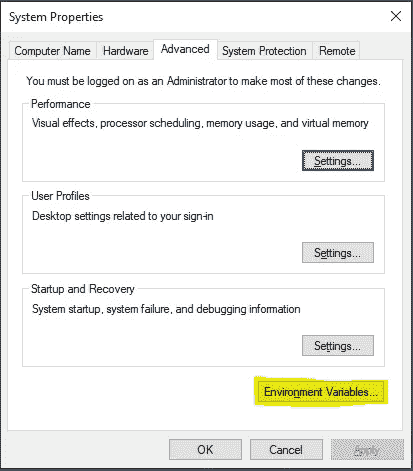 System Properties
Computer Name Hardware Advanced System Protection Remote
You must be logged on as an Administrator to make most of these changes.
Performance
Visual effects, processor scheduling, memory usage, and virtual memory
Settings...
User Profiles
Desktop settings related to your sign-in
Settings...
Startup and Recovery
System startup, system failure, and debugging information
Settings...
Environment Variables...
OK Cancel Apply